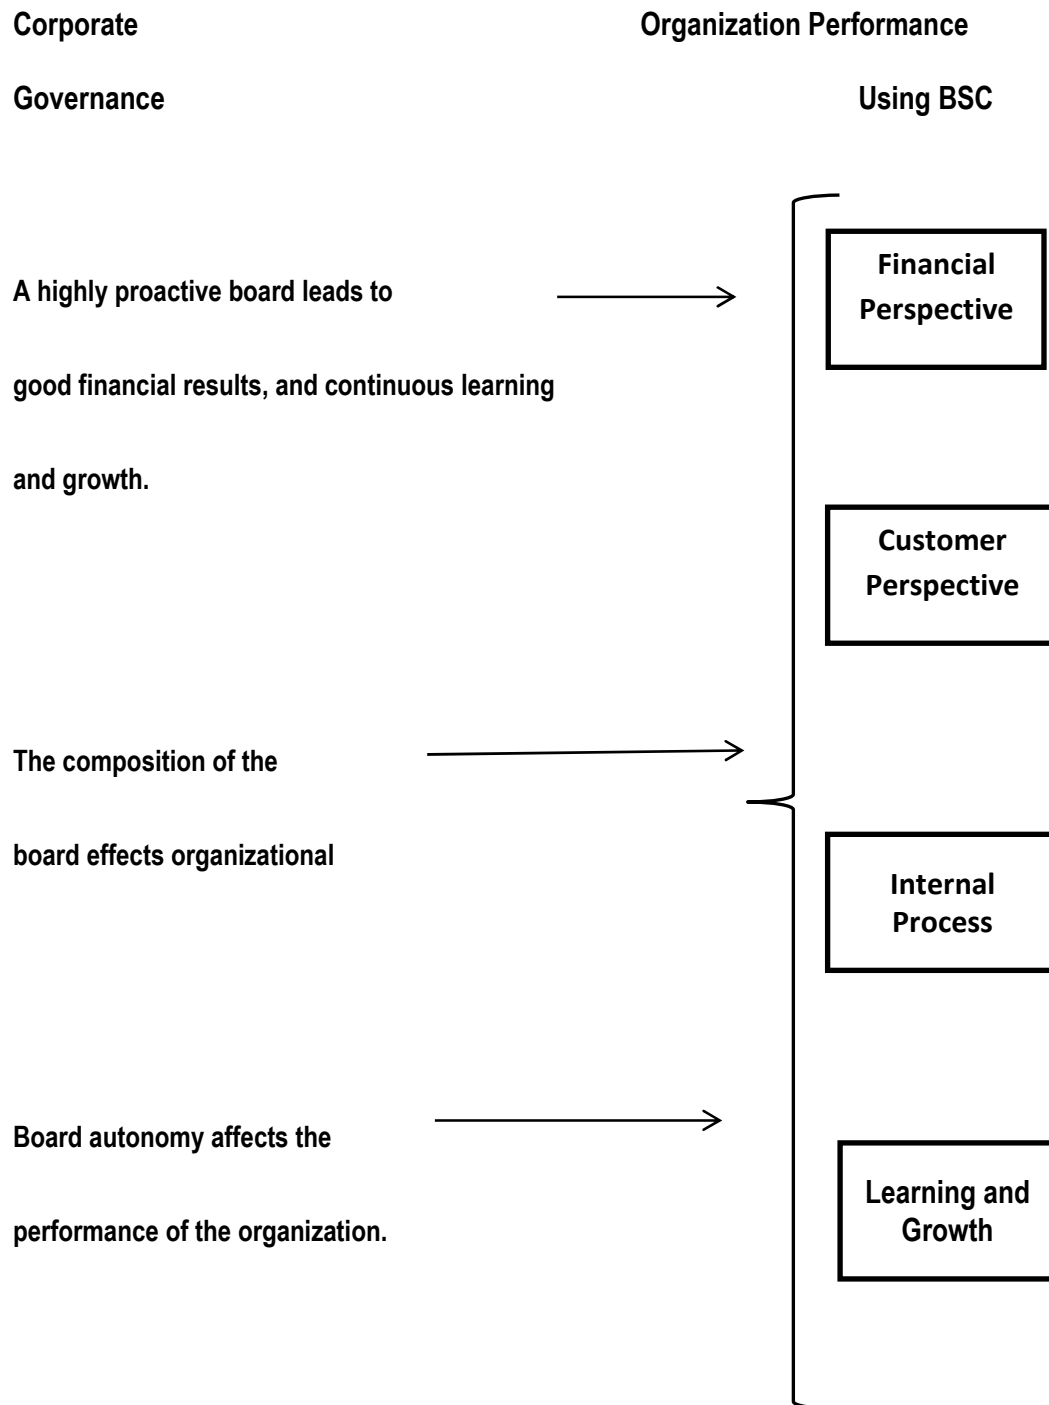 Corporate Organization Performance
Governance Using BSC
A highly proactive board leads to
good financial results, and continuous learning
and growth.
Financial
Perspective
Customer
Perspective
The composition of the
board effects organizational
Internal
Process
Board autonomy affects the
performance of the organization.
Learning and
Growth